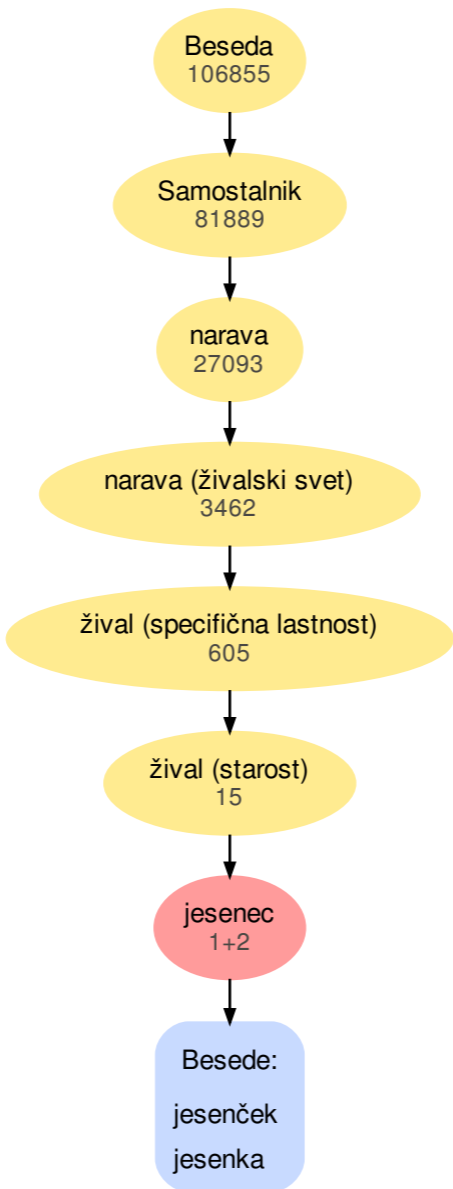 Beseda
106855
Samostalnik
81889
narava
27093
narava (živalski svet)
3462
žival (specifična lastnost)
605
žival (starost)
15
jesenec
1+2
Besede:
jesenček
jesenka